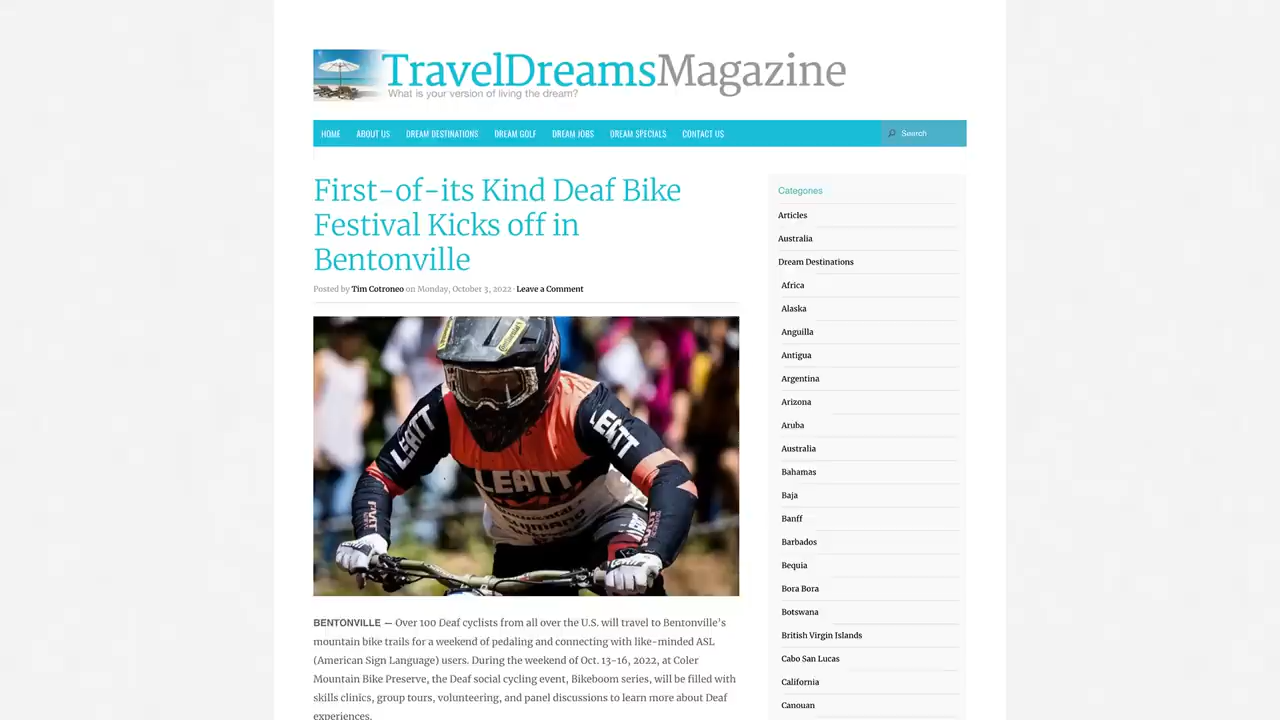 TravelDreamsMagazine
What is your version of living the dream?
HOME ABOUT US DREAM DESTINATIONS DREAM GOLF DREAM JOBS DREAM SPECIALS CONTACT US Search
First-of-its Kind Deaf Bike
Festival Kicks off in
Bentonville
Posted by Tim Cotroneo on Monday, October 3, 2022 · Leave a Comment
LEATT
LEATT
LEATT
BENTONVILLE — Over 100 Deaf cyclists from all over the U.S. will travel to Bentonville's
mountain bike trails for a weekend of pedaling and connecting with like-minded ASL
(American Sign Language) users. During the weekend of Oct. 13-16, 2022, at Coler
Mountain Bike Preserve, the Deaf social cycling event, Bikeboom series, will be filled with
skills clinics, group tours, volunteering, and panel discussions to learn more about Deaf
experiences.
Categories
Articles
Australia
Dream Destinations
Africa
Alaska
Anguilla
Antigua
Argentina
Arizona
Aruba
Australia
Bahamas
Baja
Banff
Barbados
Bequia
Bora Bora
Botswana
British Virgin Islands
Cabo San Lucas
California
Canouan